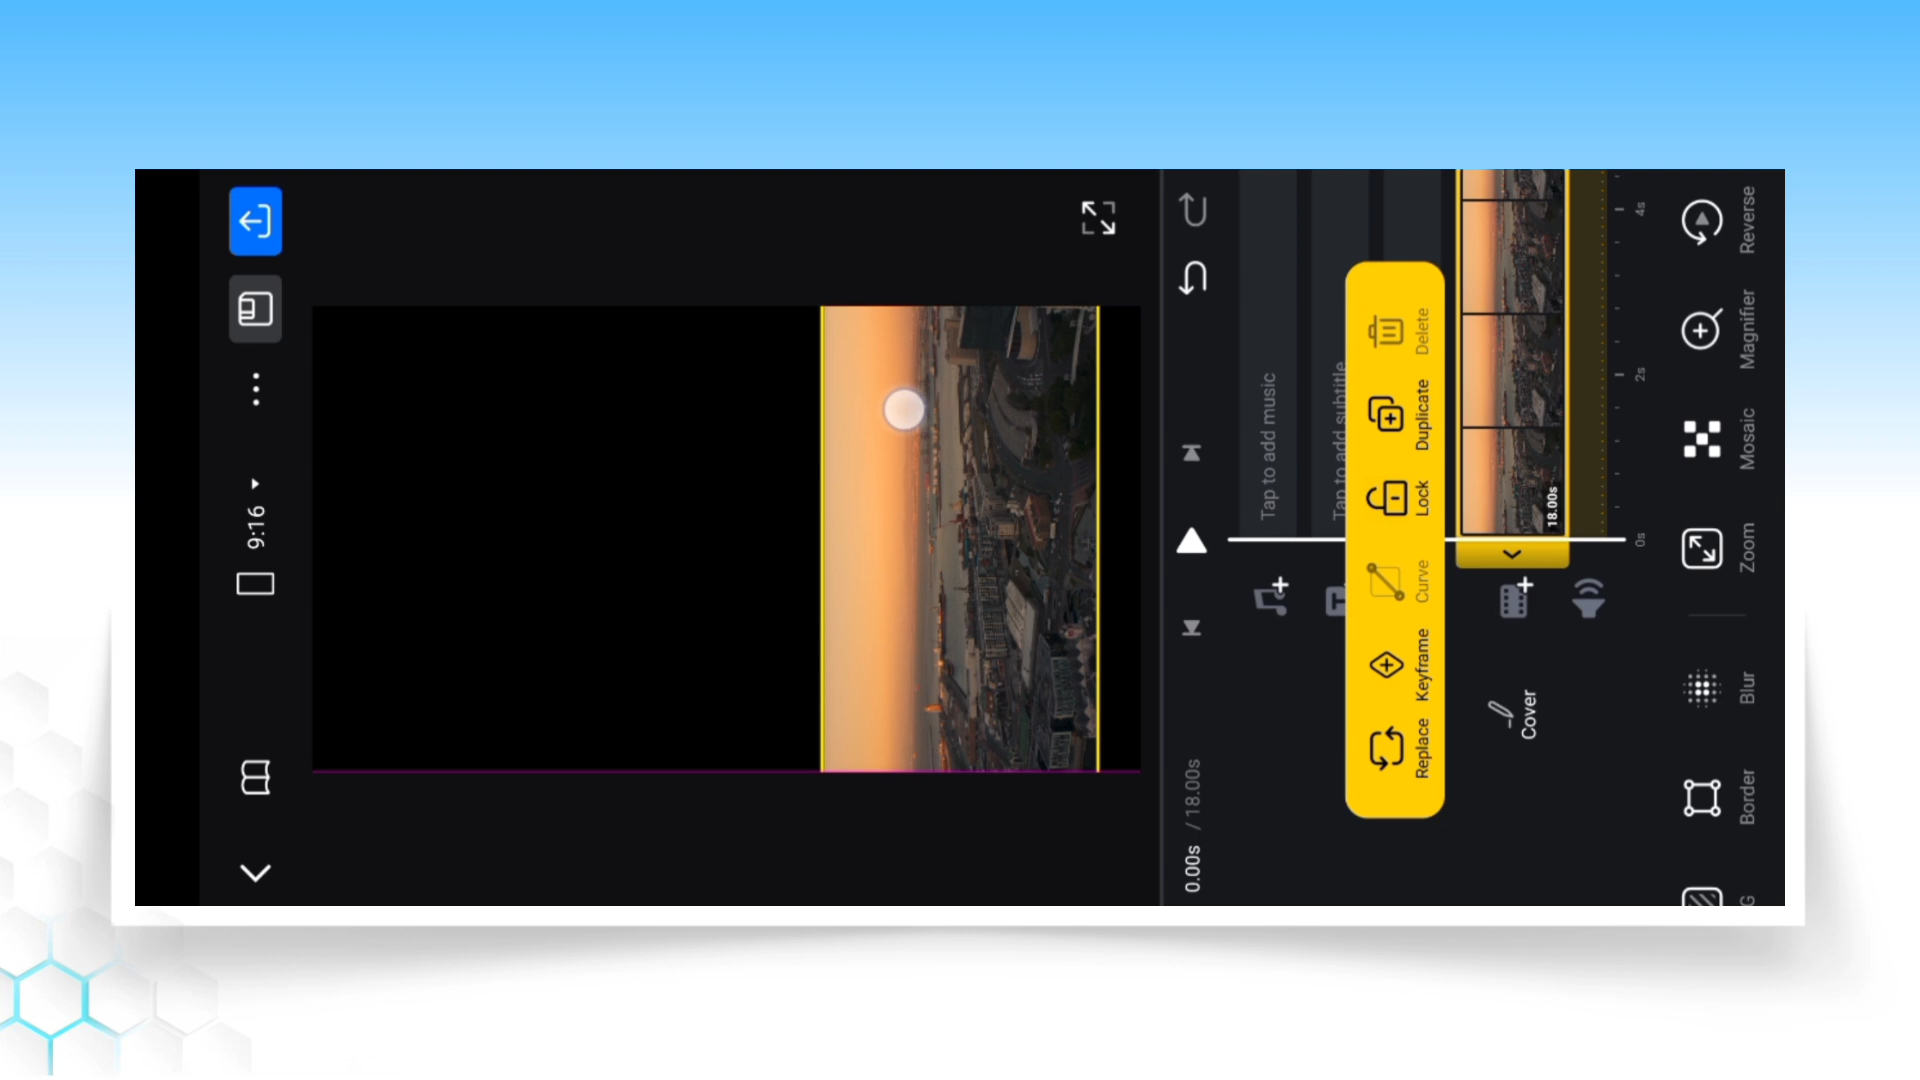 9:16
0.00s / 18.00s
Tap to add music
Tap to add subtitle
Replace
Keyframe
Curve
Lock
Duplicate
Delete
Cover
18.00s
0s
2s
4s
G
Border
Blur
Zoom
Mosaic
Magnifier
Reverse